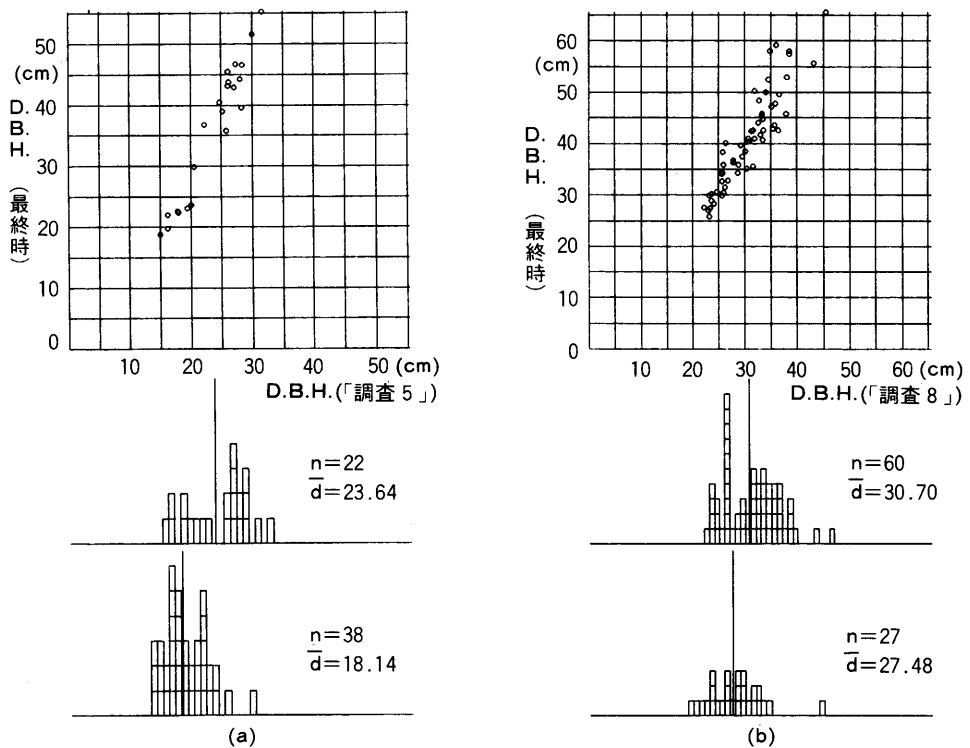 50
(cm)
D.
B.
H.
(最終時)
40
30
20
10
0
10 20 30 40 50 (cm)
D.B.H.(「調査5」)
n=22
d̄=23.64
n=38
d̄=18.14
(a)
60
(cm)
50
D.
B.
H.
(最終時)
40
30
20
10
0
10 20 30 40 50 60 (cm)
D.B.H.(「調査8」)
n=60
d̄=30.70
n=27
d̄=27.48
(b)